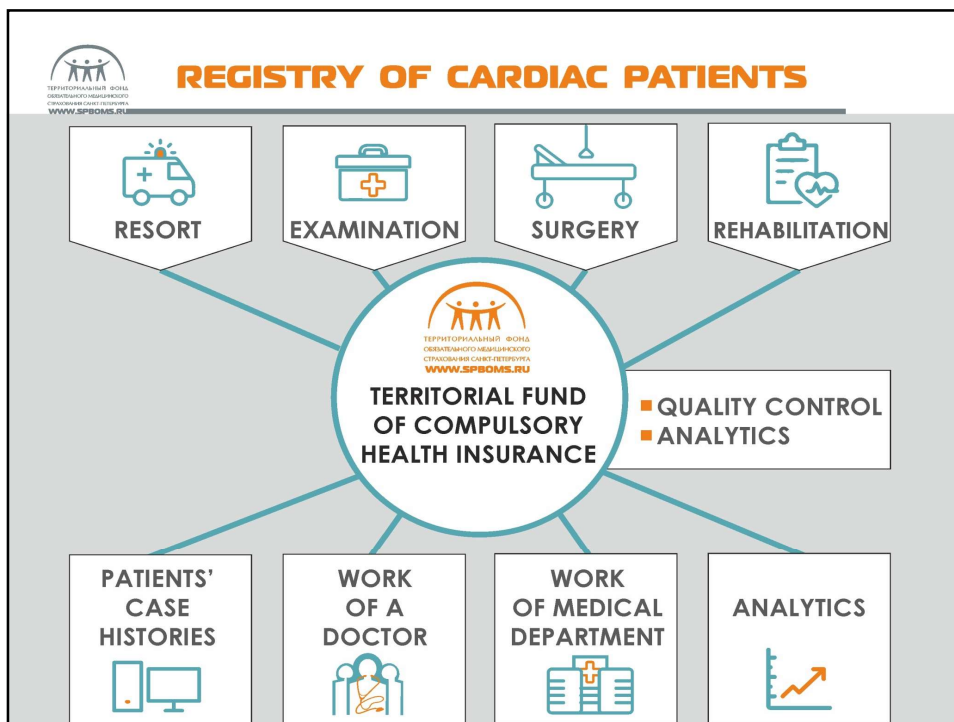 ТЕРРИТОРИАЛЬНЫЙ ФОНД
ОБЯЗАТЕЛЬНОГО МЕДИЦИНСКОГО
СТРАХОВАНИЯ САНКТ-ПЕТЕРБУРГА
WWW.SPBOMS.RU
REGISTRY OF CARDIAC PATIENTS
RESORT
EXAMINATION
SURGERY
REHABILITATION
ТЕРРИТОРИАЛЬНЫЙ ФОНД
ОБЯЗАТЕЛЬНОГО МЕДИЦИНСКОГО
СТРАХОВАНИЯ САНКТ-ПЕТЕРБУРГА
WWW.SPBOMS.RU
TERRITORIAL FUND
OF COMPULSORY
HEALTH INSURANCE
QUALITY CONTROL
ANALYTICS
PATIENTS’
CASE
HISTORIES
WORK
OF A
DOCTOR
WORK
OF MEDICAL
DEPARTMENT
ANALYTICS